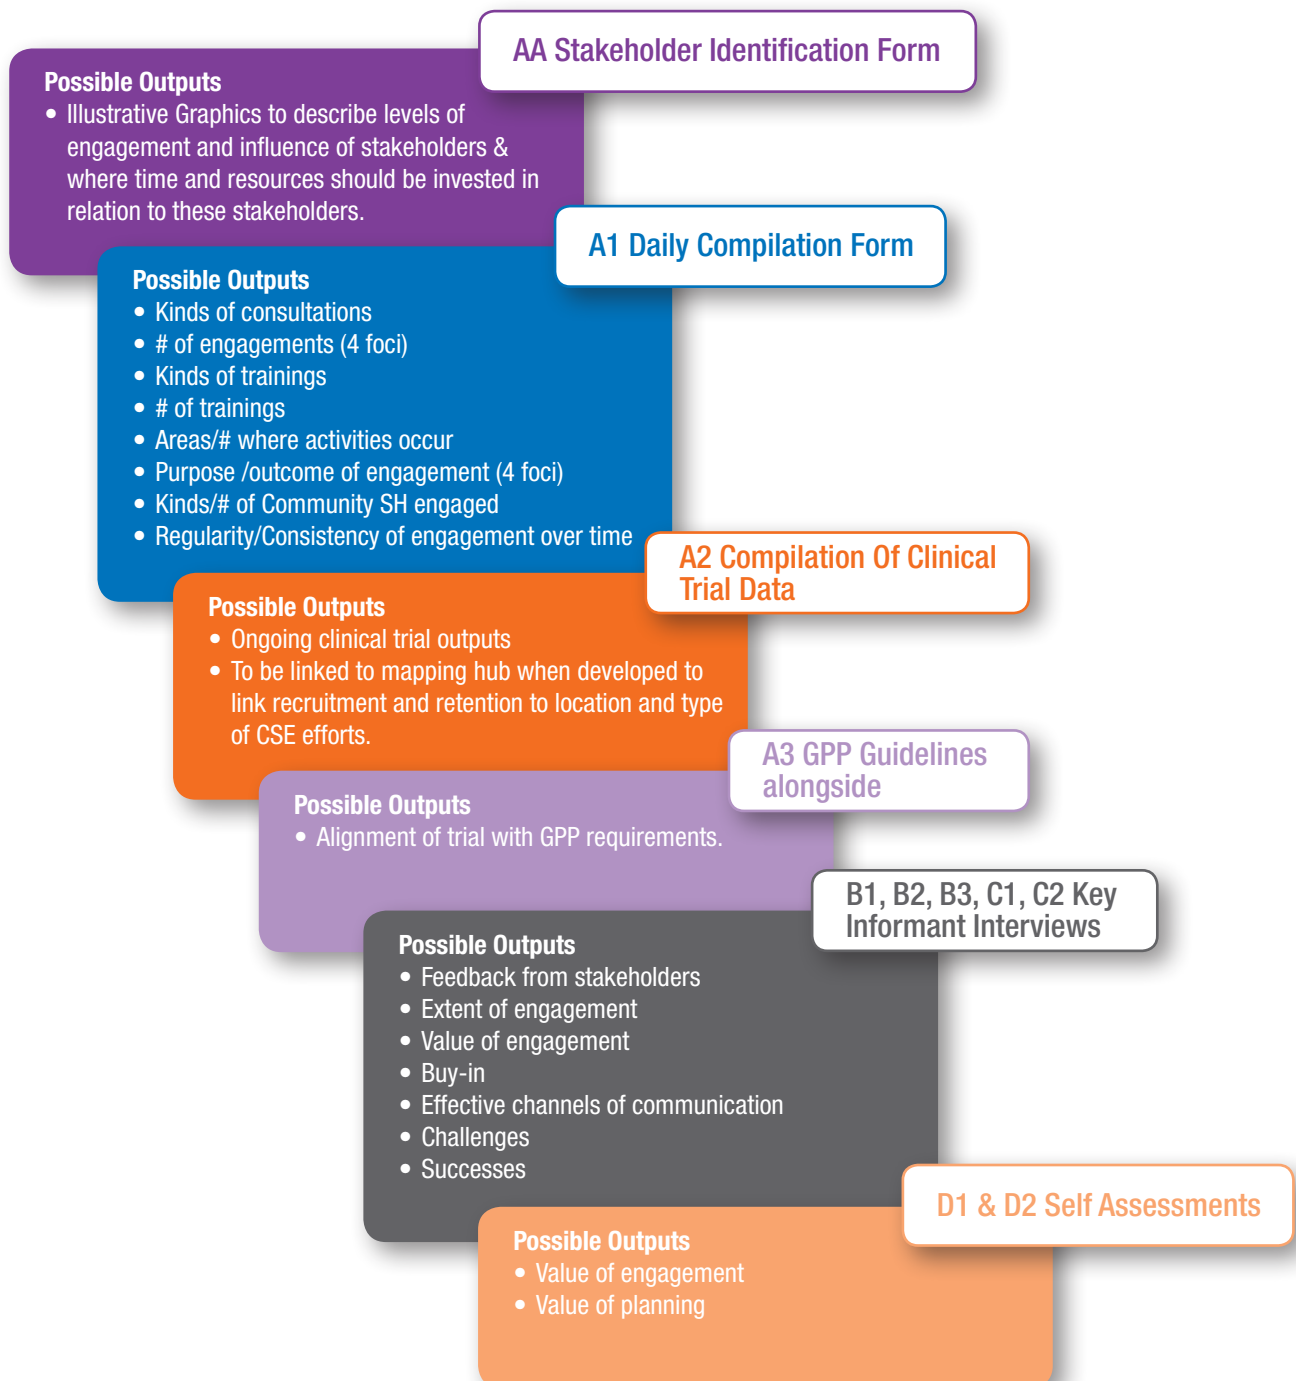 AA Stakeholder Identification Form
Possible Outputs
• Illustrative Graphics to describe levels of
engagement and influence of stakeholders &
where time and resources should be invested in
relation to these stakeholders.
A1 Daily Compilation Form
Possible Outputs
• Kinds of consultations
• # of engagements (4 foci)
• Kinds of trainings
• # of trainings
• Areas/# where activities occur
• Purpose /outcome of engagement (4 foci)
• Kinds/# of Community SH engaged
• Regularity/Consistency of engagement over time
A2 Compilation Of Clinical
Trial Data
Possible Outputs
• Ongoing clinical trial outputs
• To be linked to mapping hub when developed to
link recruitment and retention to location and type
of CSE efforts.
A3 GPP Guidelines
alongside
Possible Outputs
• Alignment of trial with GPP requirements.
B1, B2, B3, C1, C2 Key
Informant Interviews
Possible Outputs
• Feedback from stakeholders
• Extent of engagement
• Value of engagement
• Buy-in
• Effective channels of communication
• Challenges
• Successes
D1 & D2 Self Assessments
Possible Outputs
• Value of engagement
• Value of planning